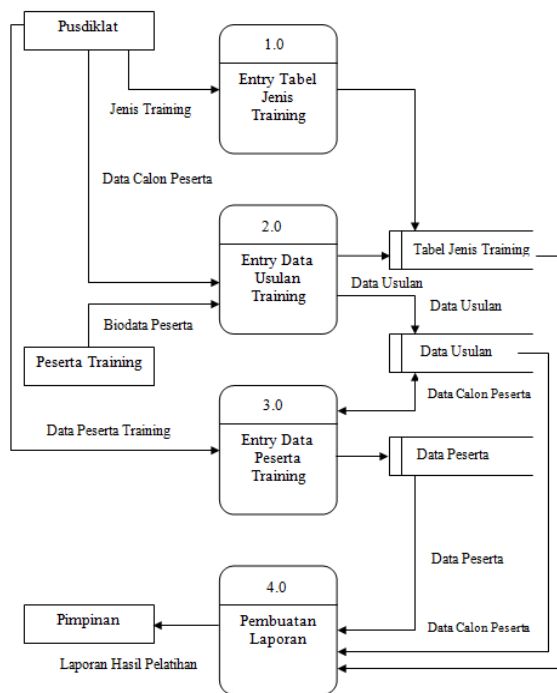 Pusdiklat
1.0
Entry Tabel
Jenis
Training
Jenis Training
Data Calon Peserta
2.0
Entry Data
Usulan
Training
Tabel Jenis Training
Data Usulan
Data Usulan
Biodata Peserta
Peserta Training
Data Usulan
3.0
Entry Data
Peserta
Training
Data Calon Peserta
Data Peserta Training
Data Peserta
Data Peserta
4.0
Pembuatan
Laporan
Pimpinan
Data Calon Peserta
Laporan Hasil Pelatihan